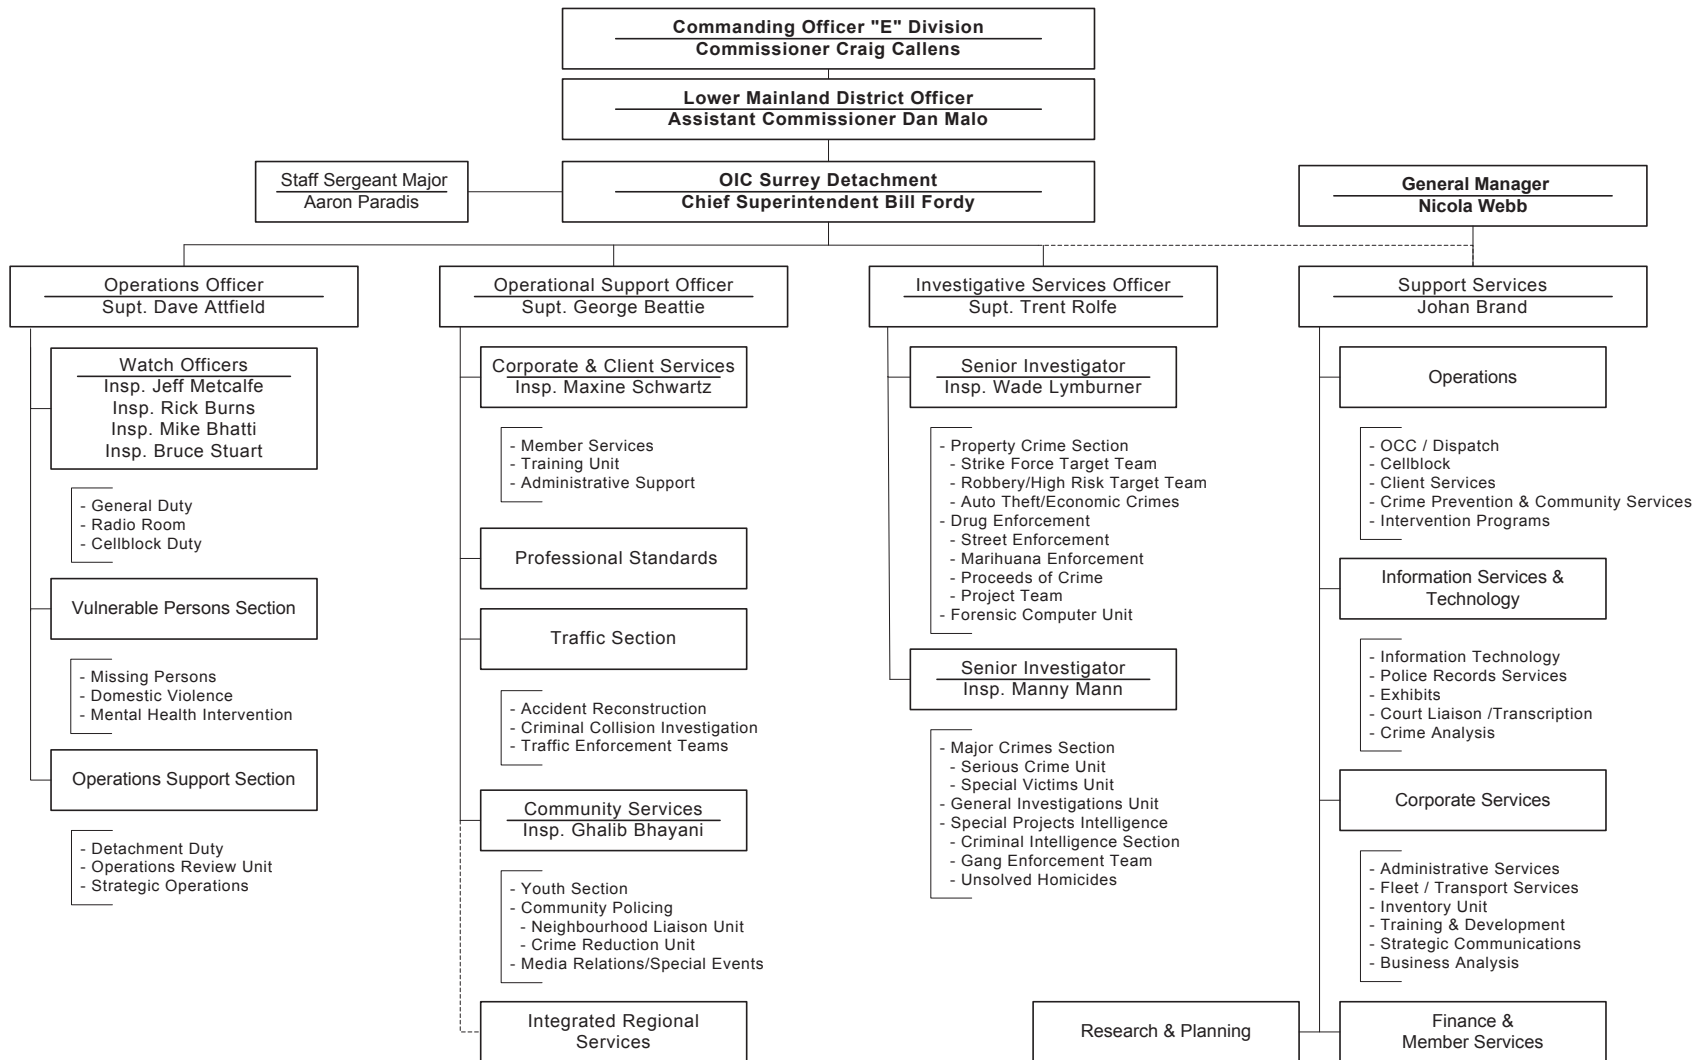 Commanding Officer "E" Division
Commissioner Craig Callens
Lower Mainland District Officer
Assistant Commissioner Dan Malo
Staff Sergeant Major
Aaron Paradis
OIC Surrey Detachment
Chief Superintendent Bill Fordy
General Manager
Nicola Webb
Operations Officer
Supt. Dave Attfield
Watch Officers
Insp. Jeff Metcalfe
Insp. Rick Burns
Insp. Mike Bhatti
Insp. Bruce Stuart
- General Duty
- Radio Room
- Cellblock Duty
Vulnerable Persons Section
- Missing Persons
- Domestic Violence
- Mental Health Intervention
Operations Support Section
- Detachment Duty
- Operations Review Unit
- Strategic Operations
Operational Support Officer
Supt. George Beattie
Corporate & Client Services
Insp. Maxine Schwartz
- Member Services
- Training Unit
- Administrative Support
Professional Standards
Traffic Section
- Accident Reconstruction
- Criminal Collision Investigation
- Traffic Enforcement Teams
Community Services
Insp. Ghalib Bhayani
- Youth Section
- Community Policing
- Neighbourhood Liaison Unit
- Crime Reduction Unit
- Media Relations/Special Events
Integrated Regional
Services
Investigative Services Officer
Supt. Trent Rolfe
Senior Investigator
Insp. Wade Lymburner
- Property Crime Section
- Strike Force Target Team
- Robbery/High Risk Target Team
- Auto Theft/Economic Crimes
- Drug Enforcement
- Street Enforcement
- Marihuana Enforcement
- Proceeds of Crime
- Project Team
- Forensic Computer Unit
Senior Investigator
Insp. Manny Mann
- Major Crimes Section
- Serious Crime Unit
- Special Victims Unit
- General Investigations Unit
- Special Projects Intelligence
- Criminal Intelligence Section
- Gang Enforcement Team
- Unsolved Homicides
Support Services
Johan Brand
Operations
- OCC / Dispatch
- Cellblock
- Client Services
- Crime Prevention & Community Services
- Intervention Programs
Information Services &
Technology
- Information Technology
- Police Records Services
- Exhibits
- Court Liaison /Transcription
- Crime Analysis
Corporate Services
- Administrative Services
- Fleet / Transport Services
- Inventory Unit
- Training & Development
- Strategic Communications
- Business Analysis
Research & Planning
Finance &
Member Services